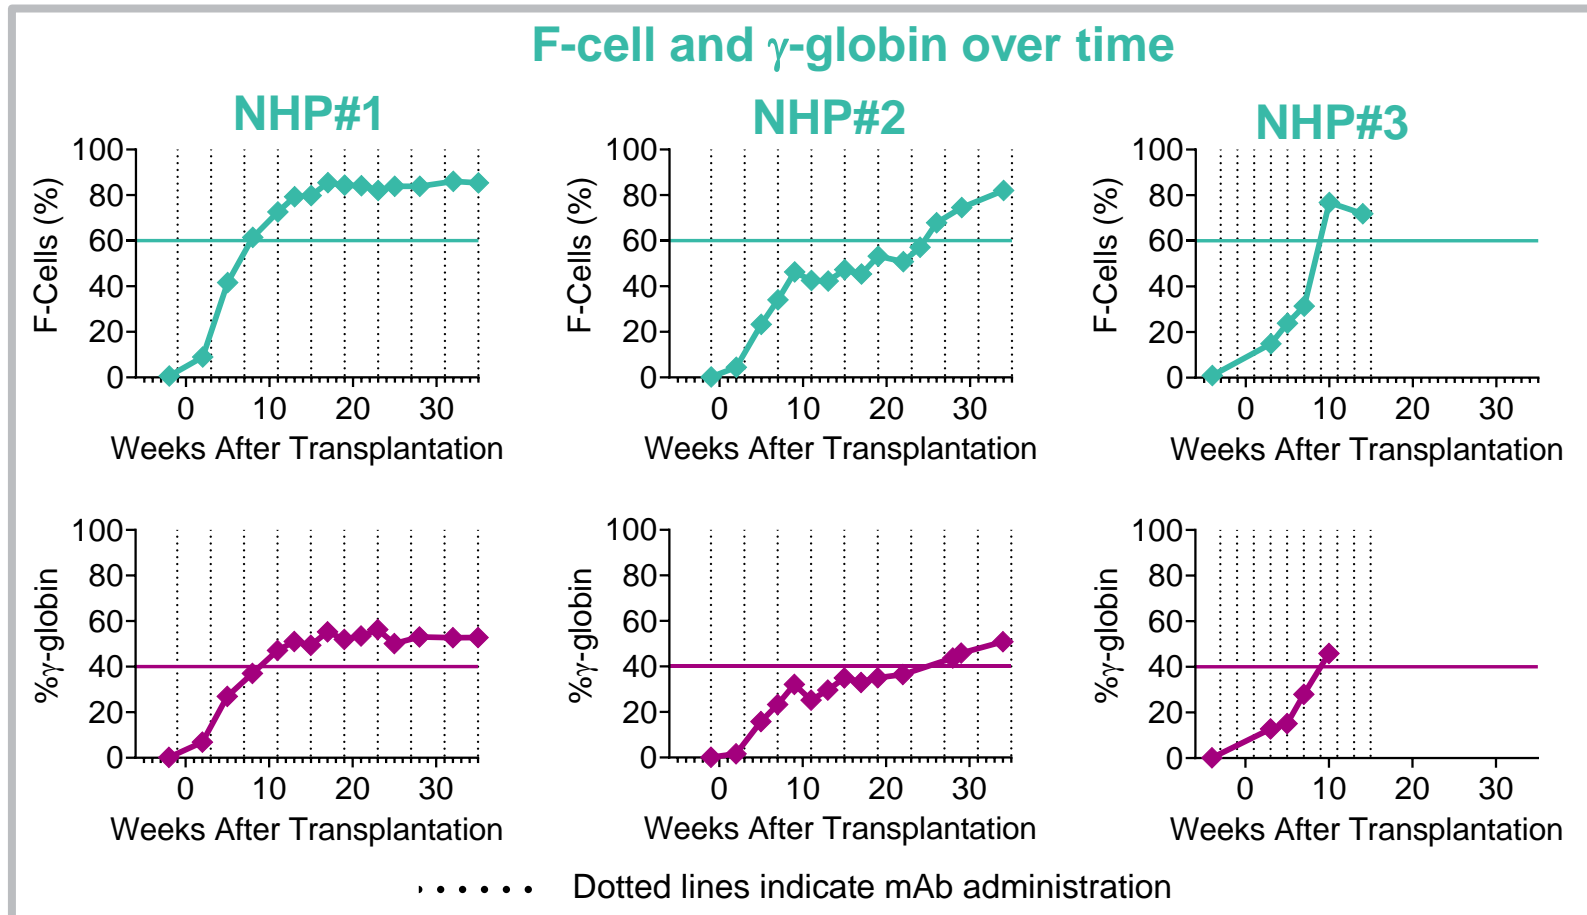 F-cell and γ-globin over time
NHP#1
NHP#2
NHP#3
F-Cells (%)
100
80
60
40
20
0
0 10 20 30
Weeks After Transplantation
F-Cells (%)
100
80
60
40
20
0
0 10 20 30
Weeks After Transplantation
F-Cells (%)
100
80
60
40
20
0
0 10 20 30
Weeks After Transplantation
%γ-globin
100
80
60
40
20
0
0 10 20 30
Weeks After Transplantation
%γ-globin
100
80
60
40
20
0
0 10 20 30
Weeks After Transplantation
%γ-globin
100
80
60
40
20
0
0 10 20 30
Weeks After Transplantation
Dotted lines indicate mAb administration